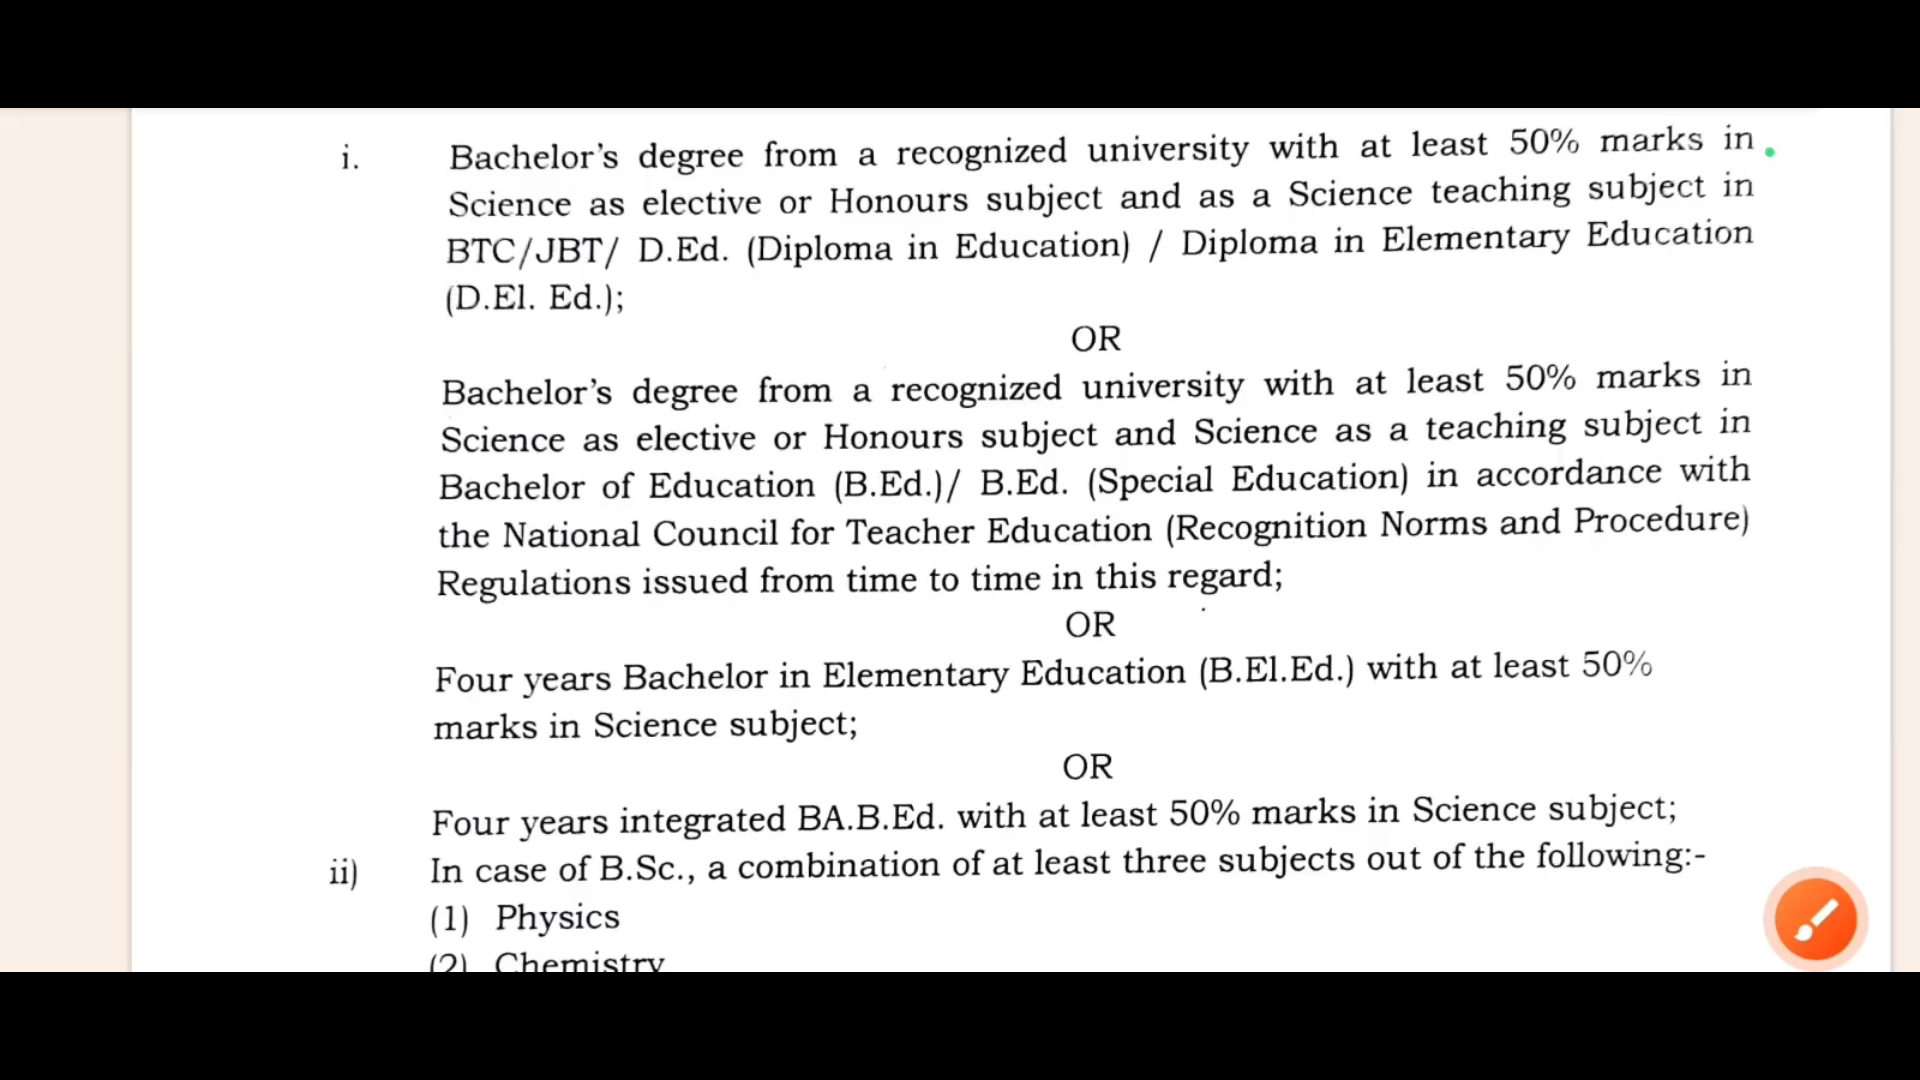 i. Bachelor's degree from a recognized university with at least 50% marks in
Science as elective or Honours subject and as a Science teaching subject in
BTC/JBT/ D.Ed. (Diploma in Education) / Diploma in Elementary Education
(D.El. Ed.);
OR
Bachelor's degree from a recognized university with at least 50% marks in
Science as elective or Honours subject and Science as a teaching subject in
Bachelor of Education (B.Ed.)/ B.Ed. (Special Education) in accordance with
the National Council for Teacher Education (Recognition Norms and Procedure)
Regulations issued from time to time in this regard;
OR
Four years Bachelor in Elementary Education (B.El.Ed.) with at least 50%
marks in Science subject;
OR
Four years integrated BA.B.Ed. with at least 50% marks in Science subject;
ii) In case of B.Sc., a combination of at least three subjects out of the following:-
(1) Physics
(2) Chemistry